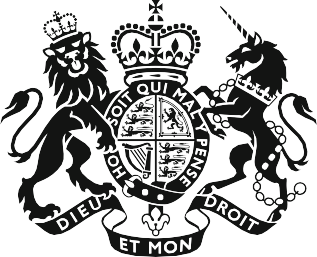 HONI SOIT QUI MAL Y PENSE
DIEU ET MON DROIT